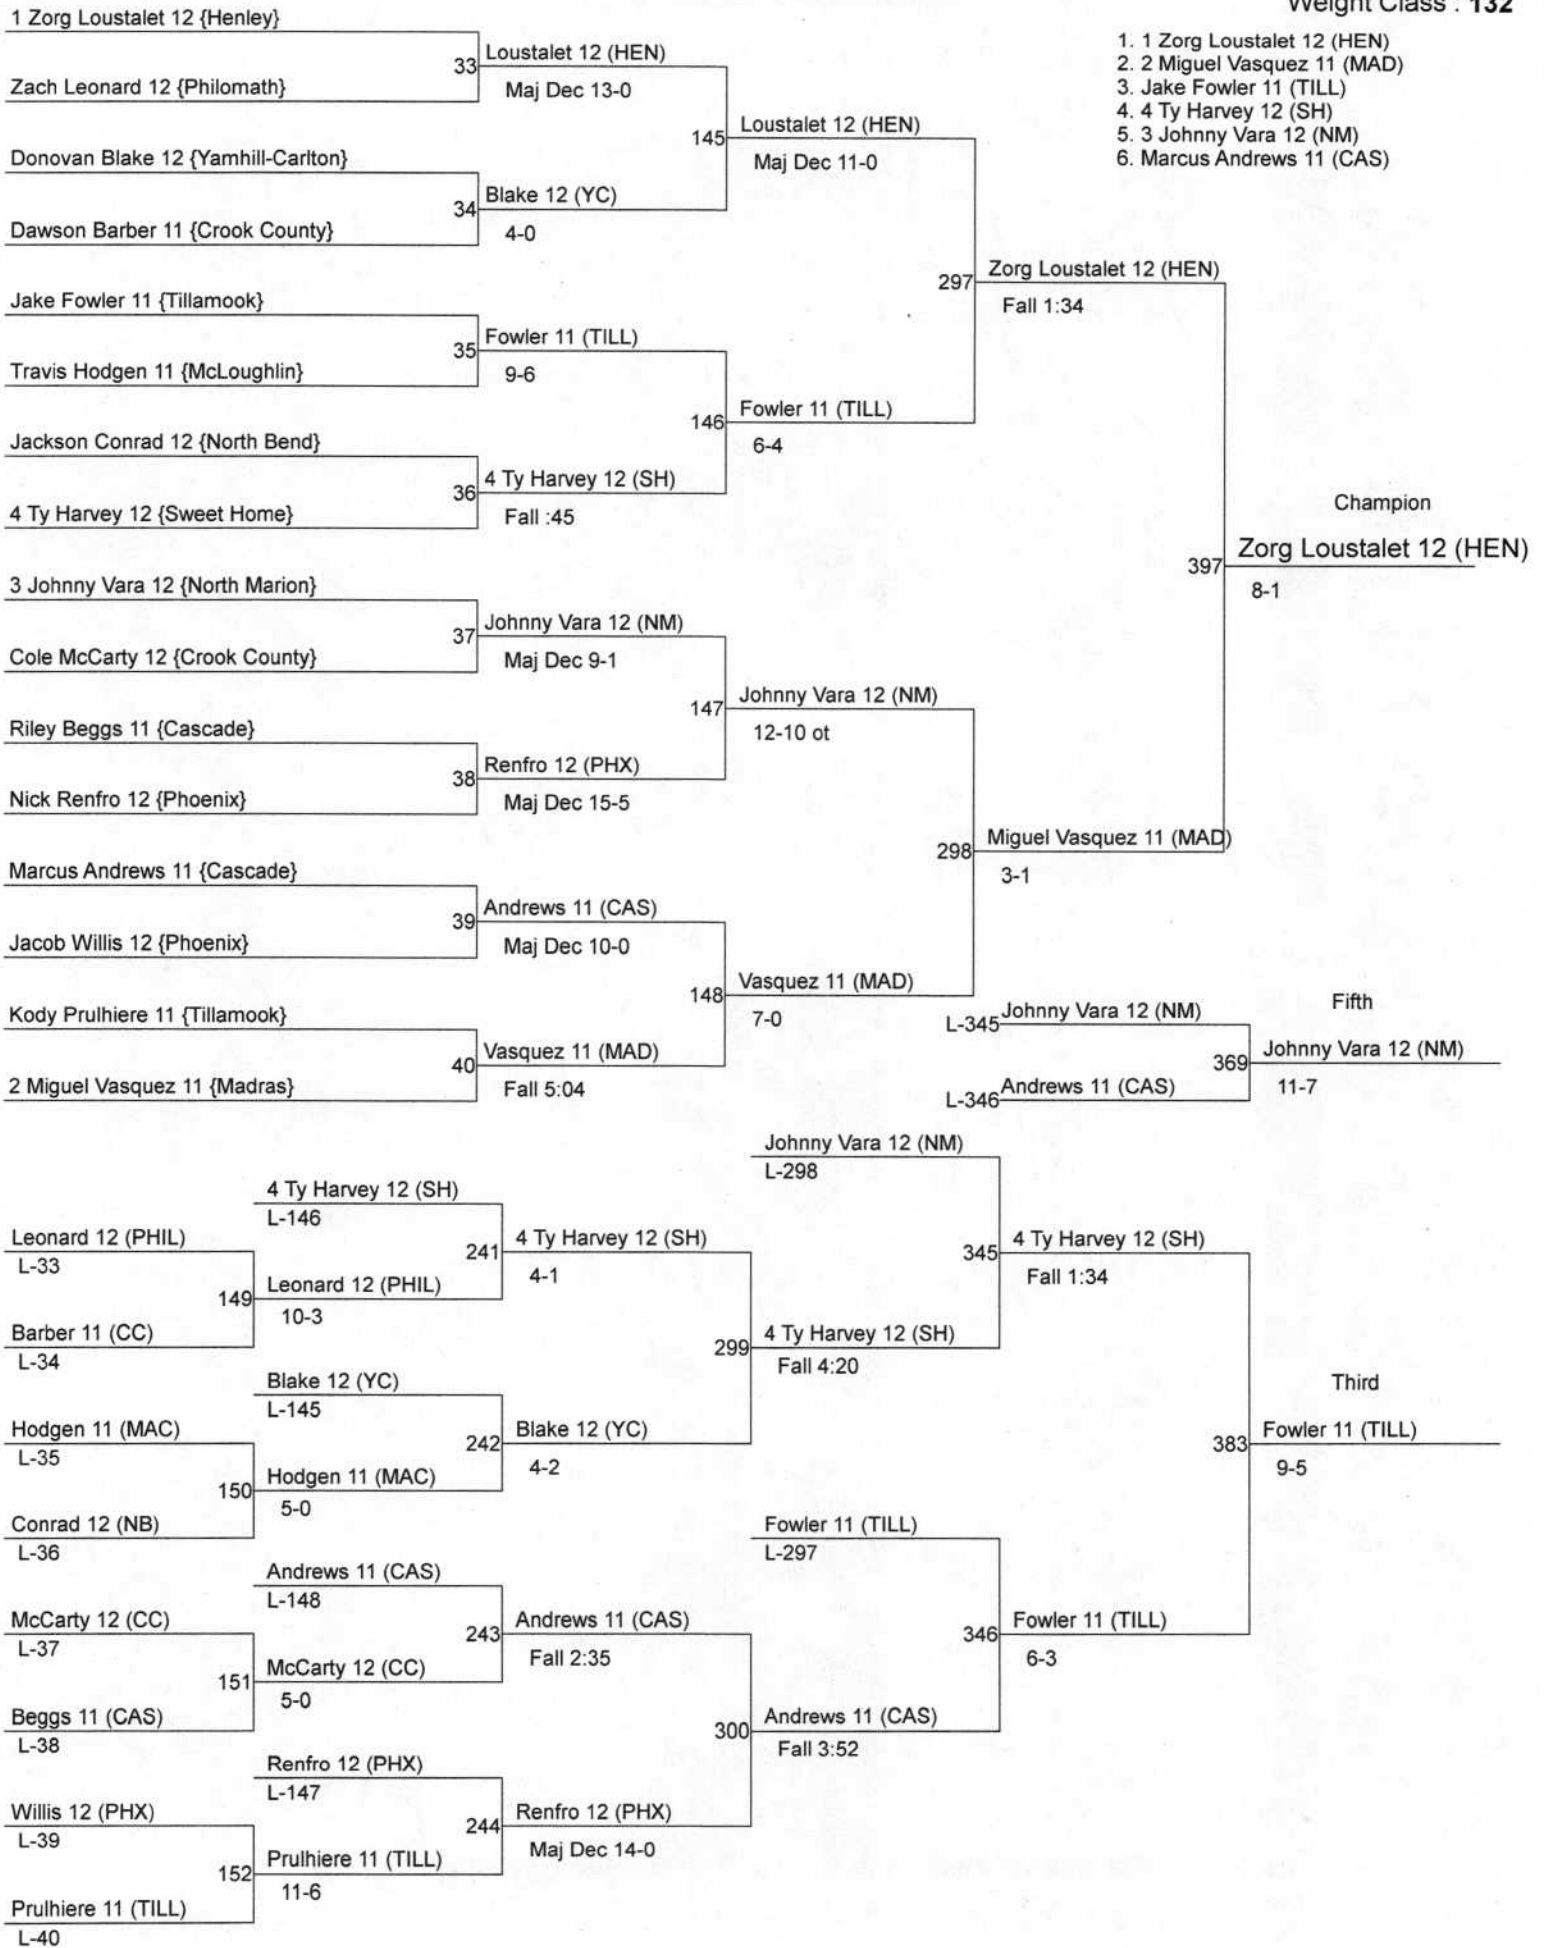 Weight Class : 132
1. 1 Zorg Loustalet 12 (HEN)
2. 2 Miguel Vasquez 11 (MAD)
3. Jake Fowler 11 (TILL)
4. 4 Ty Harvey 12 (SH)
5. 3 Johnny Vara 12 (NM)
6. Marcus Andrews 11 (CAS)
1 Zorg Loustalet 12 {Henley}
33 Loustalet 12 (HEN)
Maj Dec 13-0
Zach Leonard 12 {Philomath}
145 Loustalet 12 (HEN)
Maj Dec 11-0
Donovan Blake 12 {Yamhill-Carlton}
34 Blake 12 (YC)
4-0
Dawson Barber 11 {Crook County}
297 Zorg Loustalet 12 (HEN)
Fall 1:34
Jake Fowler 11 {Tillamook}
35 Fowler 11 (TILL)
9-6
Travis Hodgen 11 {McLoughlin}
146 Fowler 11 (TILL)
6-4
Jackson Conrad 12 {North Bend}
36 4 Ty Harvey 12 (SH)
Fall :45
4 Ty Harvey 12 {Sweet Home}
Champion
397 Zorg Loustalet 12 (HEN)
8-1
3 Johnny Vara 12 {North Marion}
37 Johnny Vara 12 (NM)
Maj Dec 9-1
Cole McCarty 12 {Crook County}
147 Johnny Vara 12 (NM)
12-10 ot
Riley Beggs 11 {Cascade}
38 Renfro 12 (PHX)
Maj Dec 15-5
Nick Renfro 12 {Phoenix}
298 Miguel Vasquez 11 (MAD)
3-1
Marcus Andrews 11 {Cascade}
39 Andrews 11 (CAS)
Maj Dec 10-0
Jacob Willis 12 {Phoenix}
148 Vasquez 11 (MAD)
7-0
Kody Prulhiere 11 {Tillamook}
40 Vasquez 11 (MAD)
Fall 5:04
2 Miguel Vasquez 11 {Madras}
Fifth
L-345 Johnny Vara 12 (NM)
369 Johnny Vara 12 (NM)
11-7
L-346 Andrews 11 (CAS)
Johnny Vara 12 (NM)
L-298
4 Ty Harvey 12 (SH)
L-146
Leonard 12 (PHIL)
L-33
241 4 Ty Harvey 12 (SH)
4-1
345 4 Ty Harvey 12 (SH)
Fall 1:34
149 Leonard 12 (PHIL)
10-3
Barber 11 (CC)
L-34
299 4 Ty Harvey 12 (SH)
Fall 4:20
Blake 12 (YC)
L-145
Third
Hodgen 11 (MAC)
L-35
242 Blake 12 (YC)
4-2
383 Fowler 11 (TILL)
9-5
150 Hodgen 11 (MAC)
5-0
Conrad 12 (NB)
L-36
Fowler 11 (TILL)
L-297
Andrews 11 (CAS)
L-148
McCarty 12 (CC)
L-37
243 Andrews 11 (CAS)
Fall 2:35
346 Fowler 11 (TILL)
6-3
151 McCarty 12 (CC)
5-0
Beggs 11 (CAS)
L-38
300 Andrews 11 (CAS)
Fall 3:52
Renfro 12 (PHX)
L-147
Willis 12 (PHX)
L-39
244 Renfro 12 (PHX)
Maj Dec 14-0
152 Prulhiere 11 (TILL)
11-6
Prulhiere 11 (TILL)
L-40